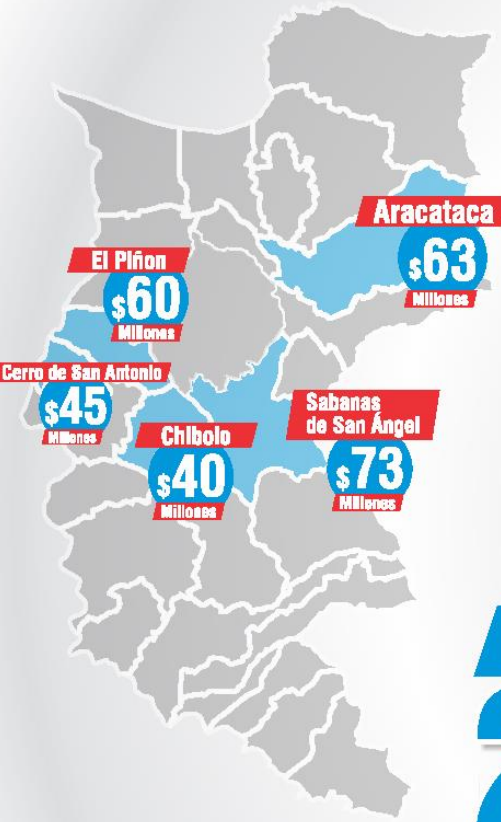 Aracataca
$63
Millones
El Piñon
$60
Millones
Cerro de San Antonio
$45
Millones
Chibolo
$40
Millones
Sabanas
de San Ángel
$73
Millones